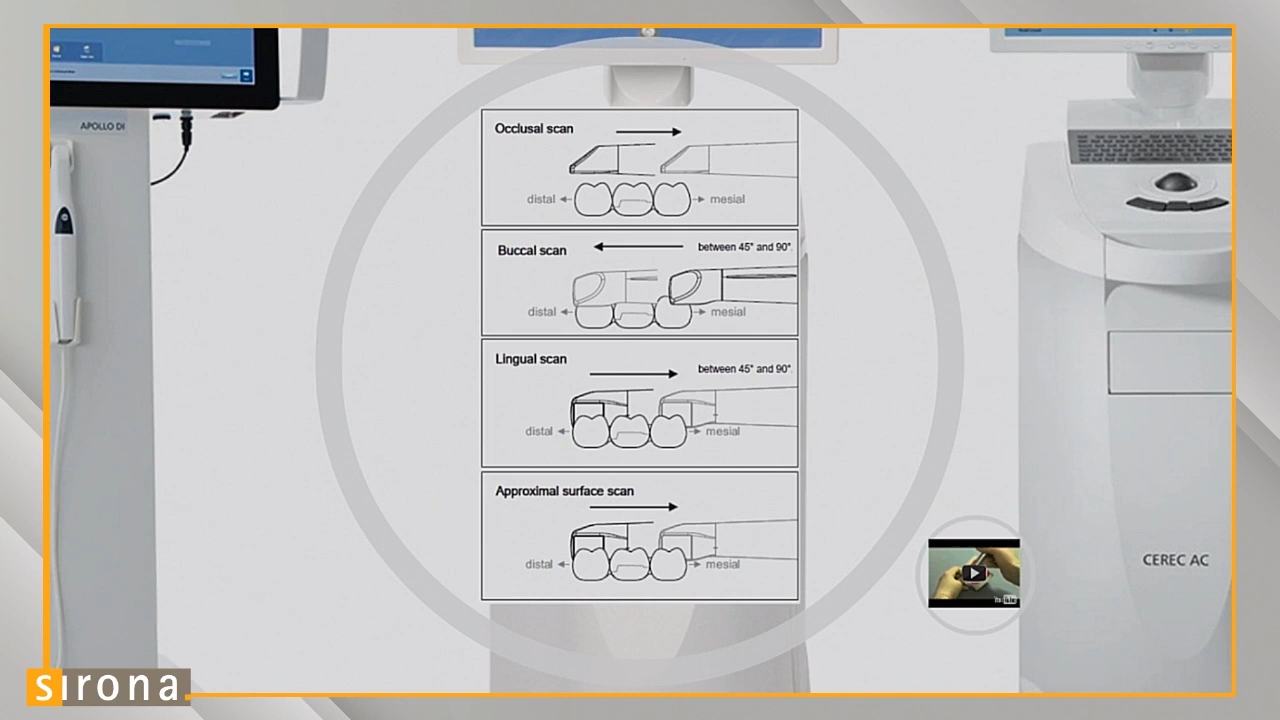 APOLLO DI
Occlusal scan
distal
mesial
Buccal scan
between 45° and 90°.
distal
mesial
Lingual scan
between 45° and 90°.
distal
mesial
Approximal surface scan
distal
mesial
CEREC AC
sirona.